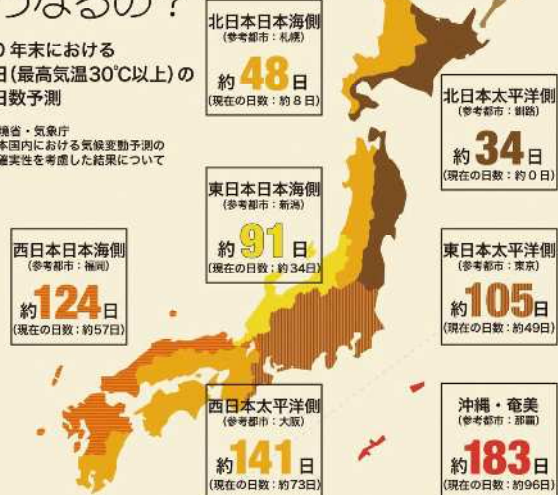 うなるの？
0年末における
日(最高気温30℃以上)の
日数予測
境省・気象庁
本国内における気候変動予測の
確実性を考慮した結果について
北日本日本海側
(参考都市：札幌)
約48日
(現在の日数：約8日)
北日本太平洋側
(参考都市：釧路)
約34日
(現在の日数：約0日)
東日本日本海側
(参考都市：新潟)
約91日
(現在の日数：約34日)
西日本日本海側
(参考都市：福岡)
約124日
(現在の日数：約57日)
東日本太平洋側
(参考都市：東京)
約105日
(現在の日数：約49日)
西日本太平洋側
(参考都市：大阪)
約141日
(現在の日数：約73日)
沖縄・奄美
(参考都市：那覇)
約183日
(現在の日数：約96日)